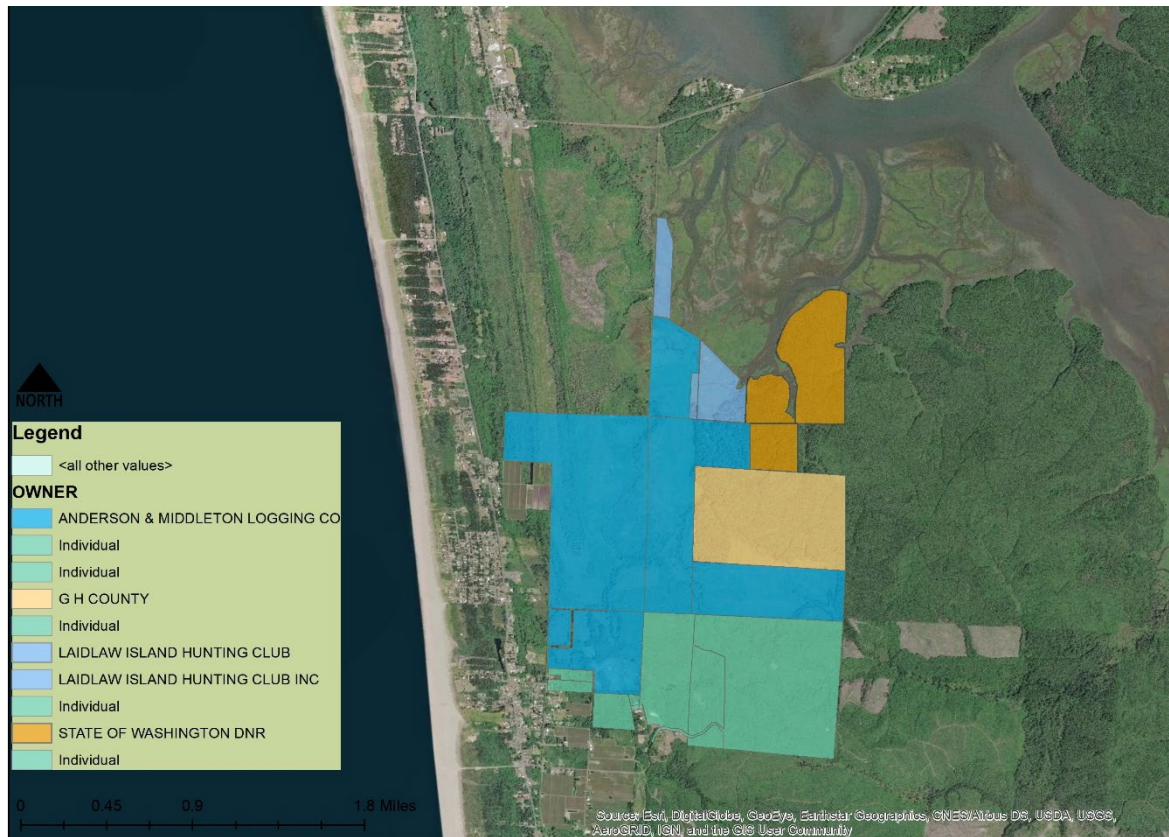 NORTH
Legend
<all other values>
OWNER
ANDERSON & MIDDLETON LOGGING CO
Individual
Individual
G H COUNTY
Individual
LAIDLAW ISLAND HUNTING CLUB
LAIDLAW ISLAND HUNTING CLUB INC
Individual
STATE OF WASHINGTON DNR
Individual
0 0.45 0.9 1.8 Miles
Source: Esri, DigitalGlobe, GeoEye, Earthstar Geographics, CNES/Airbus DS, USDA, USGS,
AeroGRID, IGN, and the GIS User Community